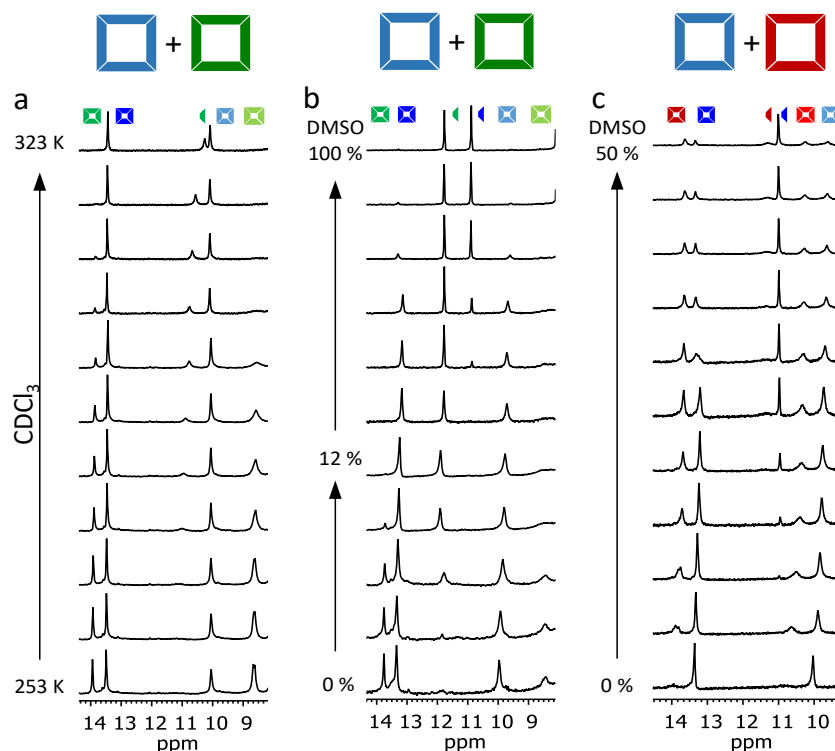 + + +
a b c
323 K
CDCl3
253 K
14 13 12 11 10 9
ppm
DMSO
100 %
12 %
0 %
14 13 12 11 10 9
ppm
DMSO
50 %
0 %
14 13 12 11 10
ppm